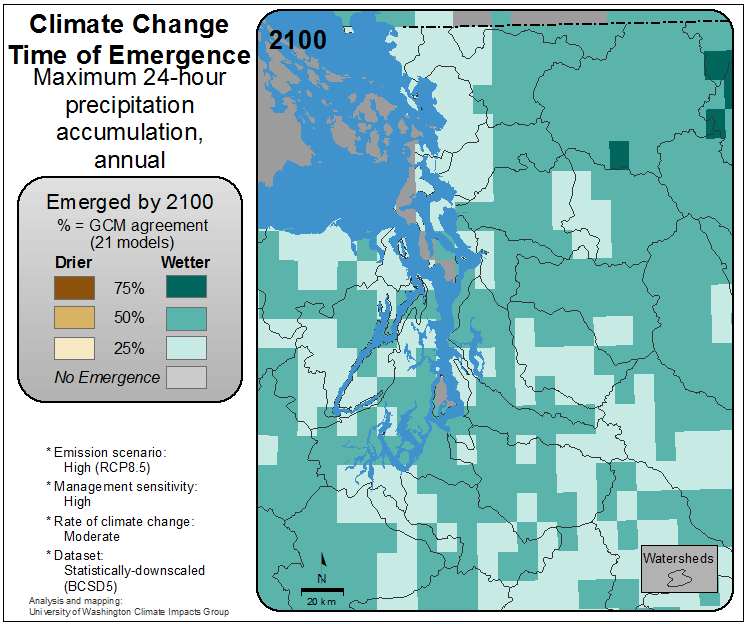 Climate Change
Time of Emergence
Maximum 24-hour
precipitation
accumulation,
annual
Emerged by 2100
% = GCM agreement
(21 models)
Drier Wetter
75%
50%
25%
No Emergence
* Emission scenario:
High (RCP8.5)
* Management sensitivity:
High
* Rate of climate change:
Moderate
* Dataset:
Statistically-downscaled
(BCSD5)
Analysis and mapping:
University of Washington Climate Impacts Group
2100
N
20 km
Watersheds